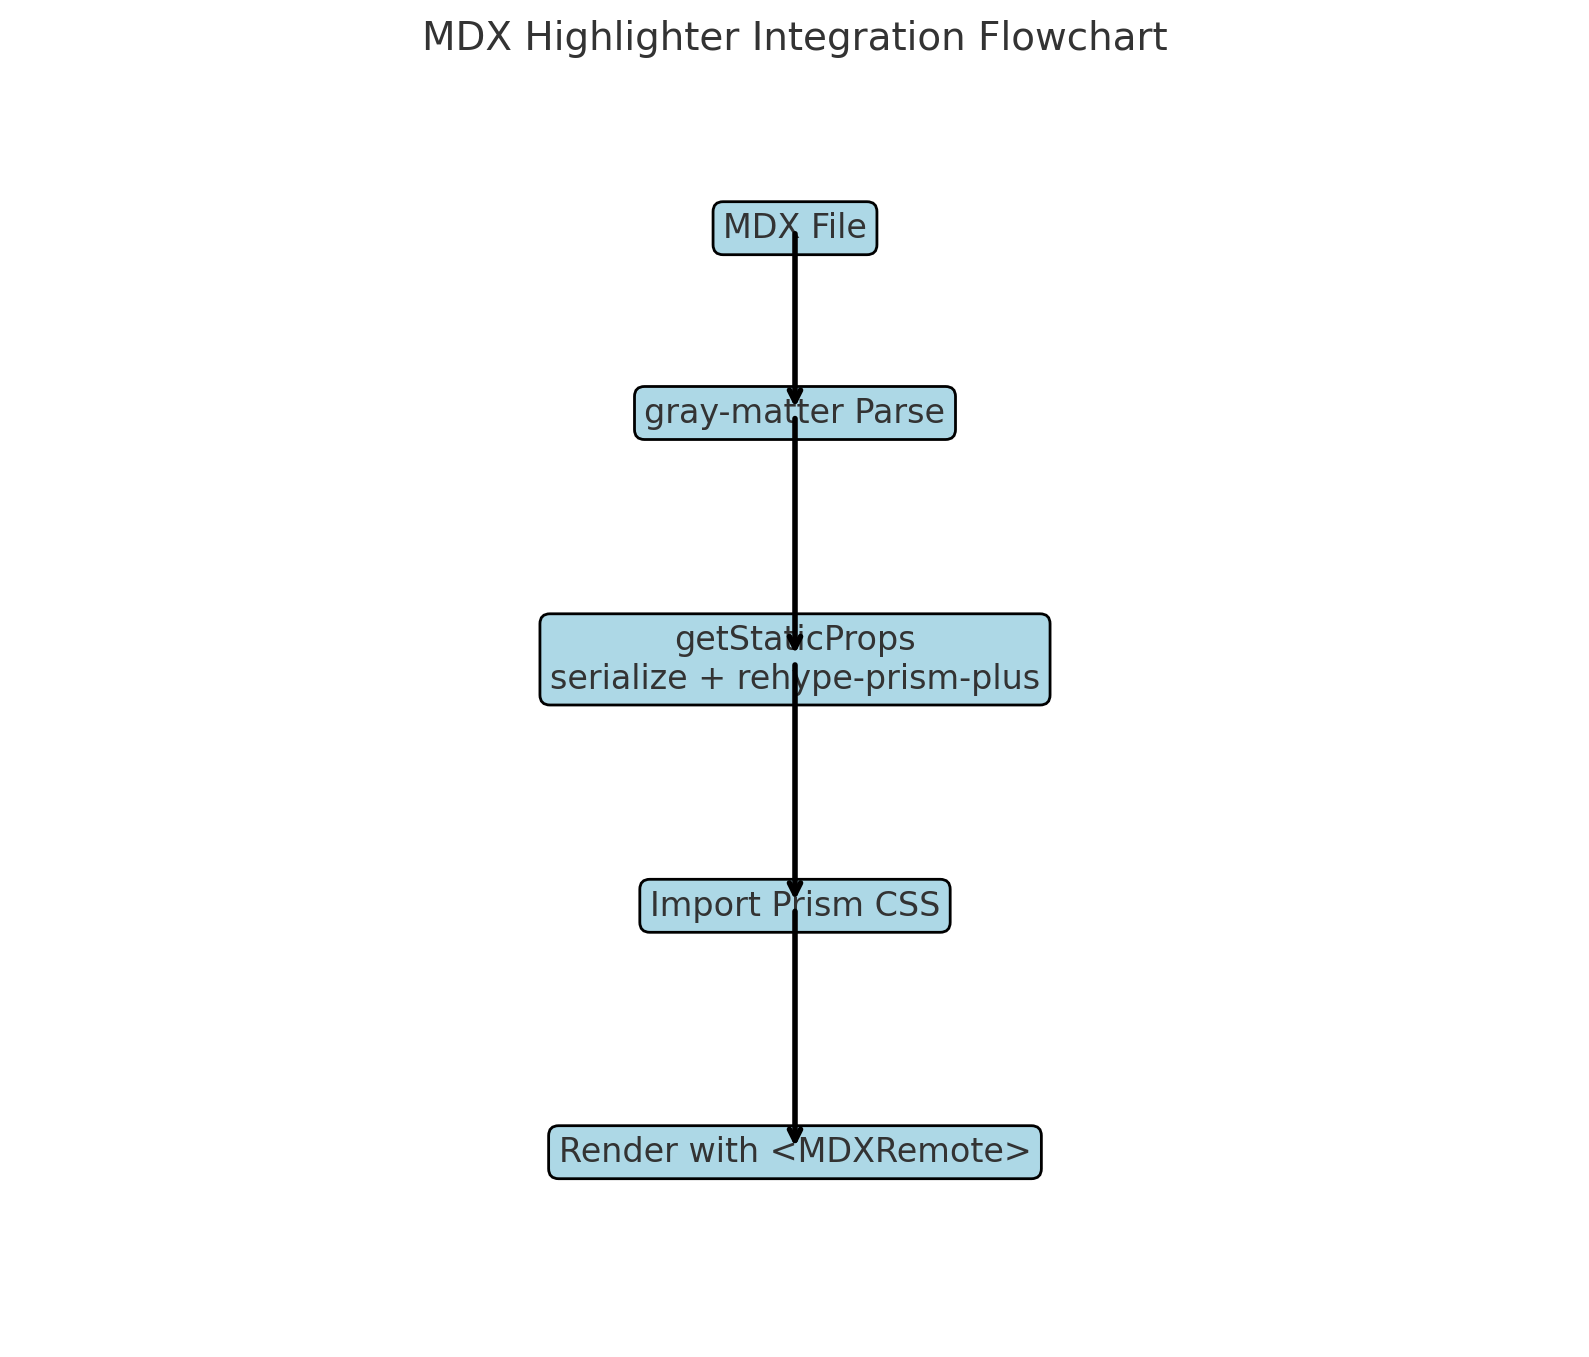 MDX Highlighter Integration Flowchart
MDX File
gray-matter Parse
getStaticProps
serialize + rehype-prism-plus
Import Prism CSS
Render with <MDXRemote>